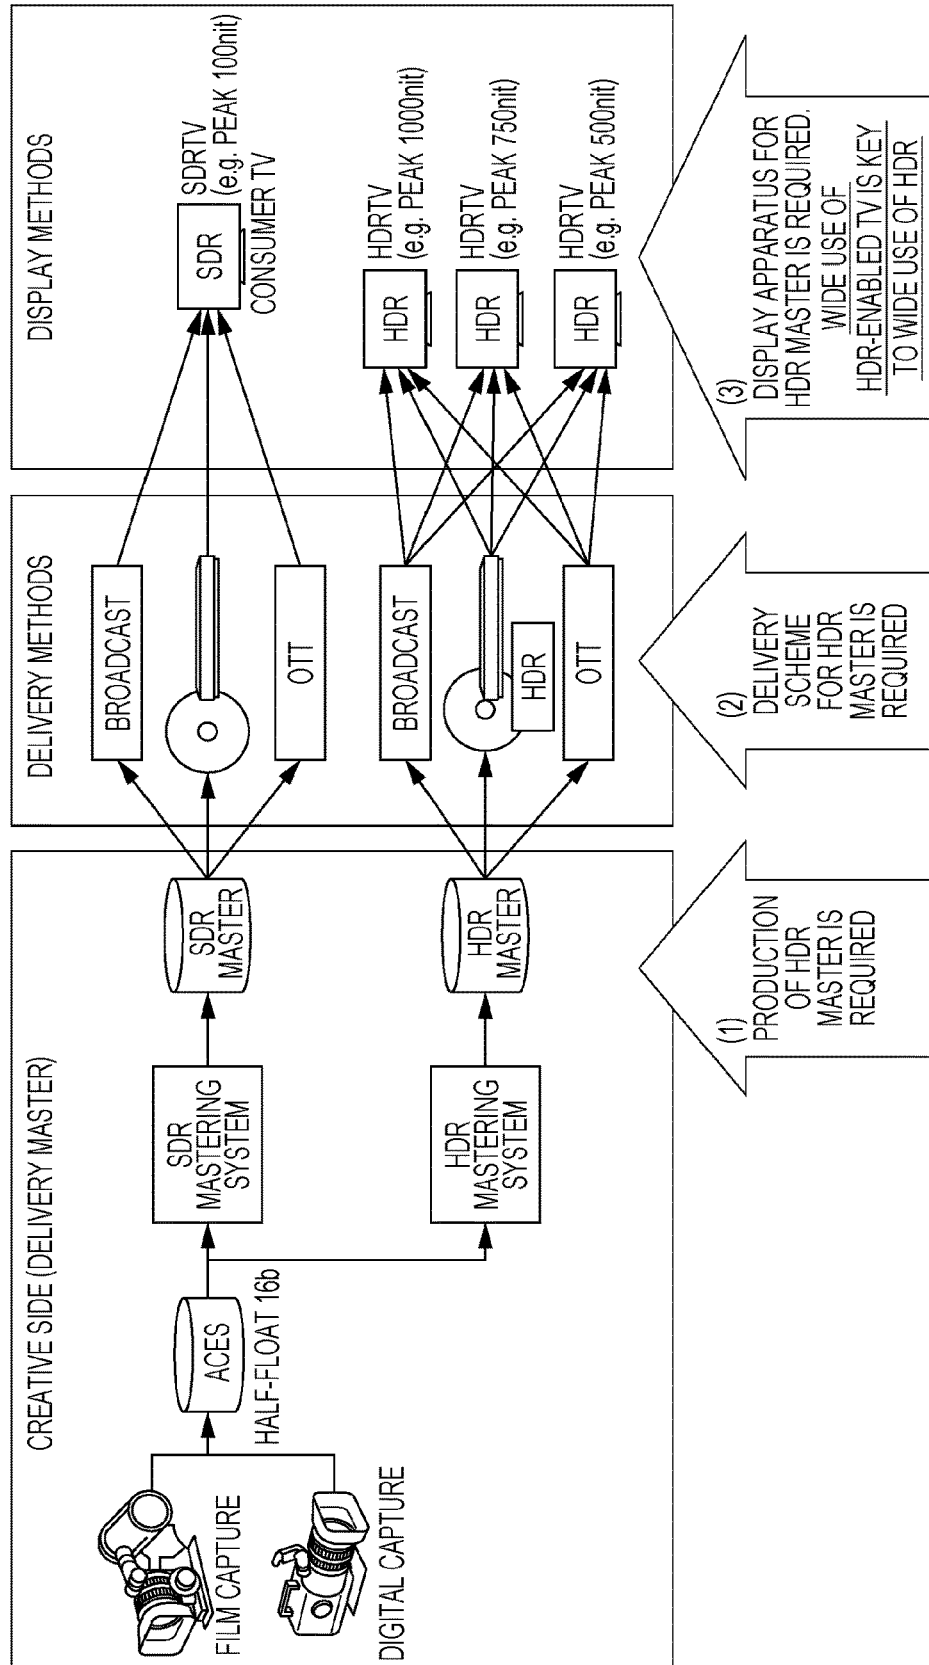 CREATIVE SIDE (DELIVERY MASTER)
FILM CAPTURE
DIGITAL CAPTURE
ACES
HALF-FLOAT 16b
SDR
MASTERING
SYSTEM
HDR
MASTERING
SYSTEM
SDR
MASTER
HDR
MASTER
DELIVERY METHODS
BROADCAST
OTT
BROADCAST
HDR
OTT
DISPLAY METHODS
SDR
SDRTV
(e.g. PEAK 100nit)
CONSUMER TV
HDR
HDRTV
(e.g. PEAK 1000nit)
HDR
HDRTV
(e.g. PEAK 750nit)
HDR
HDRTV
(e.g. PEAK 500nit)
(1)
PRODUCTION
OF HDR
MASTER IS
REQUIRED
(2)
DELIVERY
SCHEME
FOR HDR
MASTER IS
REQUIRED
(3)
DISPLAY APPARATUS FOR
HDR MASTER IS REQUIRED.
WIDE USE OF
HDR-ENABLED TV IS KEY
TO WIDE USE OF HDR